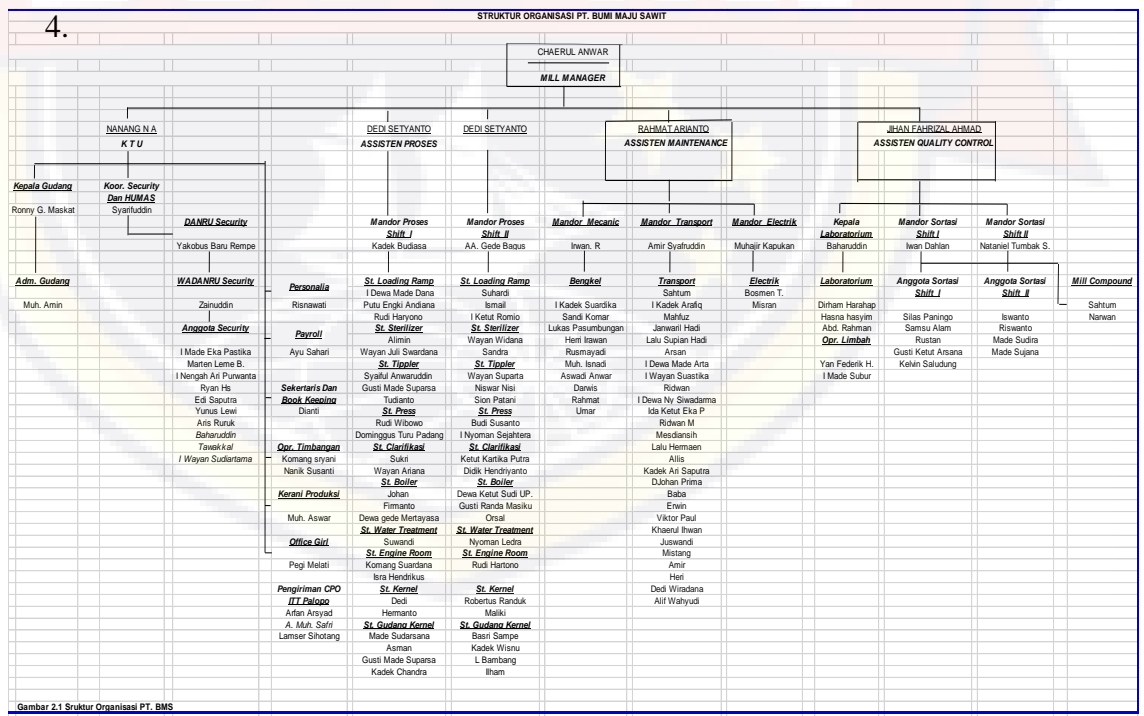 4.
STRUKTUR ORGANISASI PT. BUMI MAJU SAWIT
CHAERUL ANWAR
MILL MANAGER
NANANG N A
K T U
DEDI SETYANTO
ASSISTEN PROSES
DEDI SETYANTO
RAHMAT ARIANTO
ASSISTEN MAINTENANCE
JIHAN FAHRIZAL AHMAD
ASSISTEN QUALITY CONTROL
Kepala Gudang
Ronny G. Maskat
Adm. Gudang
Muh. Amin
Koor. Security
Dan HUMAS
Syarifuddin
DANRU Security
Yakobus Baru Rempe
WADANRU Security
Zainuddin
Anggota Security
I Made Eka Pastika
Marten Leme B.
I Nengah Ari Purwanta
Ryan Hs
Edi Saputra
Yunus Lewi
Aris Ruruk
Baharuddin
Tawakkal
I Wayan Sudiartama
Personalia
Risnawati
Payroll
Ayu Sahari
Sekertaris Dan
Book Keeping
Dianti
Opr. Timbangan
Komang sryani
Nanik Susanti
Kerani Produksi
Muh. Aswar
Office Girl
Pegi Melati
Pengiriman CPO
ITT Palopo
Arfan Arsyad
A. Muh. Safri
Lamser Sihotang
Mandor Proses
Shift I
Kadek Budiasa
St. Loading Ramp
I Dewa Made Dana
Putu Engki Andiana
Rudi Haryono
St. Sterilizer
Alimin
Wayan Juli Swardana
St. Tippler
Syaiful Anwaruddin
Gusti Made Suparsa
Tudianto
St. Press
Rudi Wibowo
Dominggus Turu Padang
St. Clarifikasi
Sukri
Wayan Ariana
St. Boiler
Johan
Firmanto
Dewa gede Mertayasa
St. Water Treatment
Suwandi
St. Engine Room
Komang Suardana
Isra Hendrikus
St. Kernel
Dedi
Hermanto
St. Gudang Kernel
Made Sudarsana
Asman
Gusti Made Suparsa
Kadek Chandra
Mandor Proses
Shift II
AA. Gede Bagus
St. Loading Ramp
Suhardi
Ismail
I Ketut Romio
St. Sterilizer
Wayan Widana
Sandra
St. Tippler
Wayan Suparta
Niswar Nisi
Sion Patani
St. Press
Budi Susanto
I Nyoman Sejahtera
St. Clarifikasi
Ketut Kartika Putra
Didik Hendriyanto
St. Boiler
Dewa Ketut Sudi UP.
Gusti Randa Masiku
Orsal
St. Water Treatment
Nyoman Ledra
St. Engine Room
Rudi Hartono
St. Kernel
Robertus Randuk
Maliki
St. Gudang Kernel
Basri Sampe
Kadek Wisnu
L Bambang
Ilham
Mandor Mecanic
Irwan. R
Bengkel
I Kadek Suardika
Sandi Komar
Lukas Pasumbungan
Herri Irawan
Rusmayadi
Muh. Isnadi
Aswadi Anwar
Darwis
Rahmat
Umar
Mandor Transport
Amir Syafruddin
Transport
Sahtum
I Kadek Arafiq
Mahfuz
Janwaril Hadi
Lalu Supian Hadi
Arsan
I Dewa Made Arta
I Wayan Suastika
Ridwan
I Dewa Ny Siwadarma
Ida Ketut Eka P
Ridwan M
Mesdiansih
Lalu Hermaen
Allis
Kadek Ari Saputra
DJohan Prima
Baba
Erwin
Viktor Paul
Khaerul Ihwan
Juswandi
Mistang
Amir
Heri
Dedi Wiradana
Alif Wahyudi
Mandor Electrik
Muhajir Kapukan
Electrik
Bosmen T.
Misran
Kepala
Laboratorium
Baharuddin
Laboratorium
Dirham Harahap
Hasna hasyim
Abd. Rahman
Opr. Limbah
Yan Federik H.
I Made Subur
Mandor Sortasi
Shift I
Iwan Dahlan
Anggota Sortasi
Shift I
Silas Paningo
Samsu Alam
Rustan
Gusti Ketut Arsana
Kelvin Saludung
Mandor Sortasi
Shift II
Nataniel Tumbak S.
Anggota Sortasi
Shift II
Iswanto
Riswanto
Made Sudira
Made Sujana
Mill Compound
Sahtum
Narwan
Gambar 2.1 Sruktur Organisasi PT. BMS